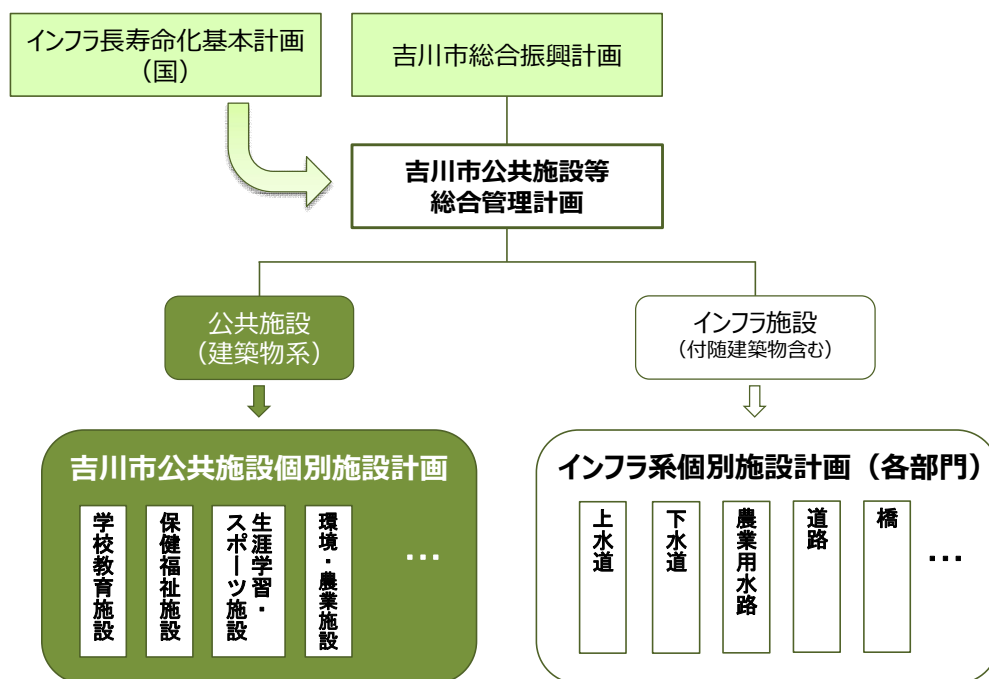 インフラ長寿命化基本計画
（国）
吉川市総合振興計画
吉川市公共施設等
総合管理計画
公共施設
（建築物系）
インフラ施設
（付随建築物含む）
吉川市公共施設個別施設計画
学校教育施設
保健福祉施設
生涯学習・
スポーツ施設
環境・農業施設
…
インフラ系個別施設計画（各部門）
上水道
下水道
農業用水路
道路
橋
…